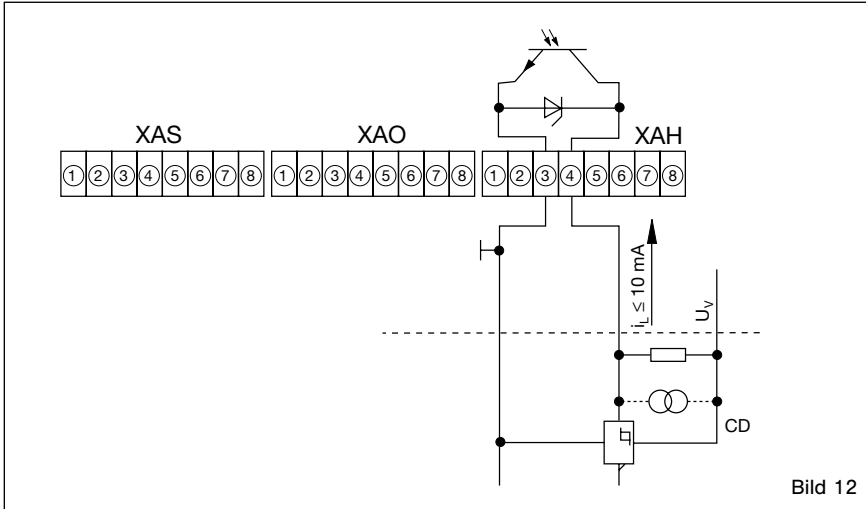 XAS XAO XAH
① ② ③ ④ ⑤ ⑥ ⑦ ⑧ ① ② ③ ④ ⑤ ⑥ ⑦ ⑧ ① ② ③ ④ ⑤ ⑥ ⑦ ⑧
i_L ≤ 10 mA
U_V
CD
Bild 12